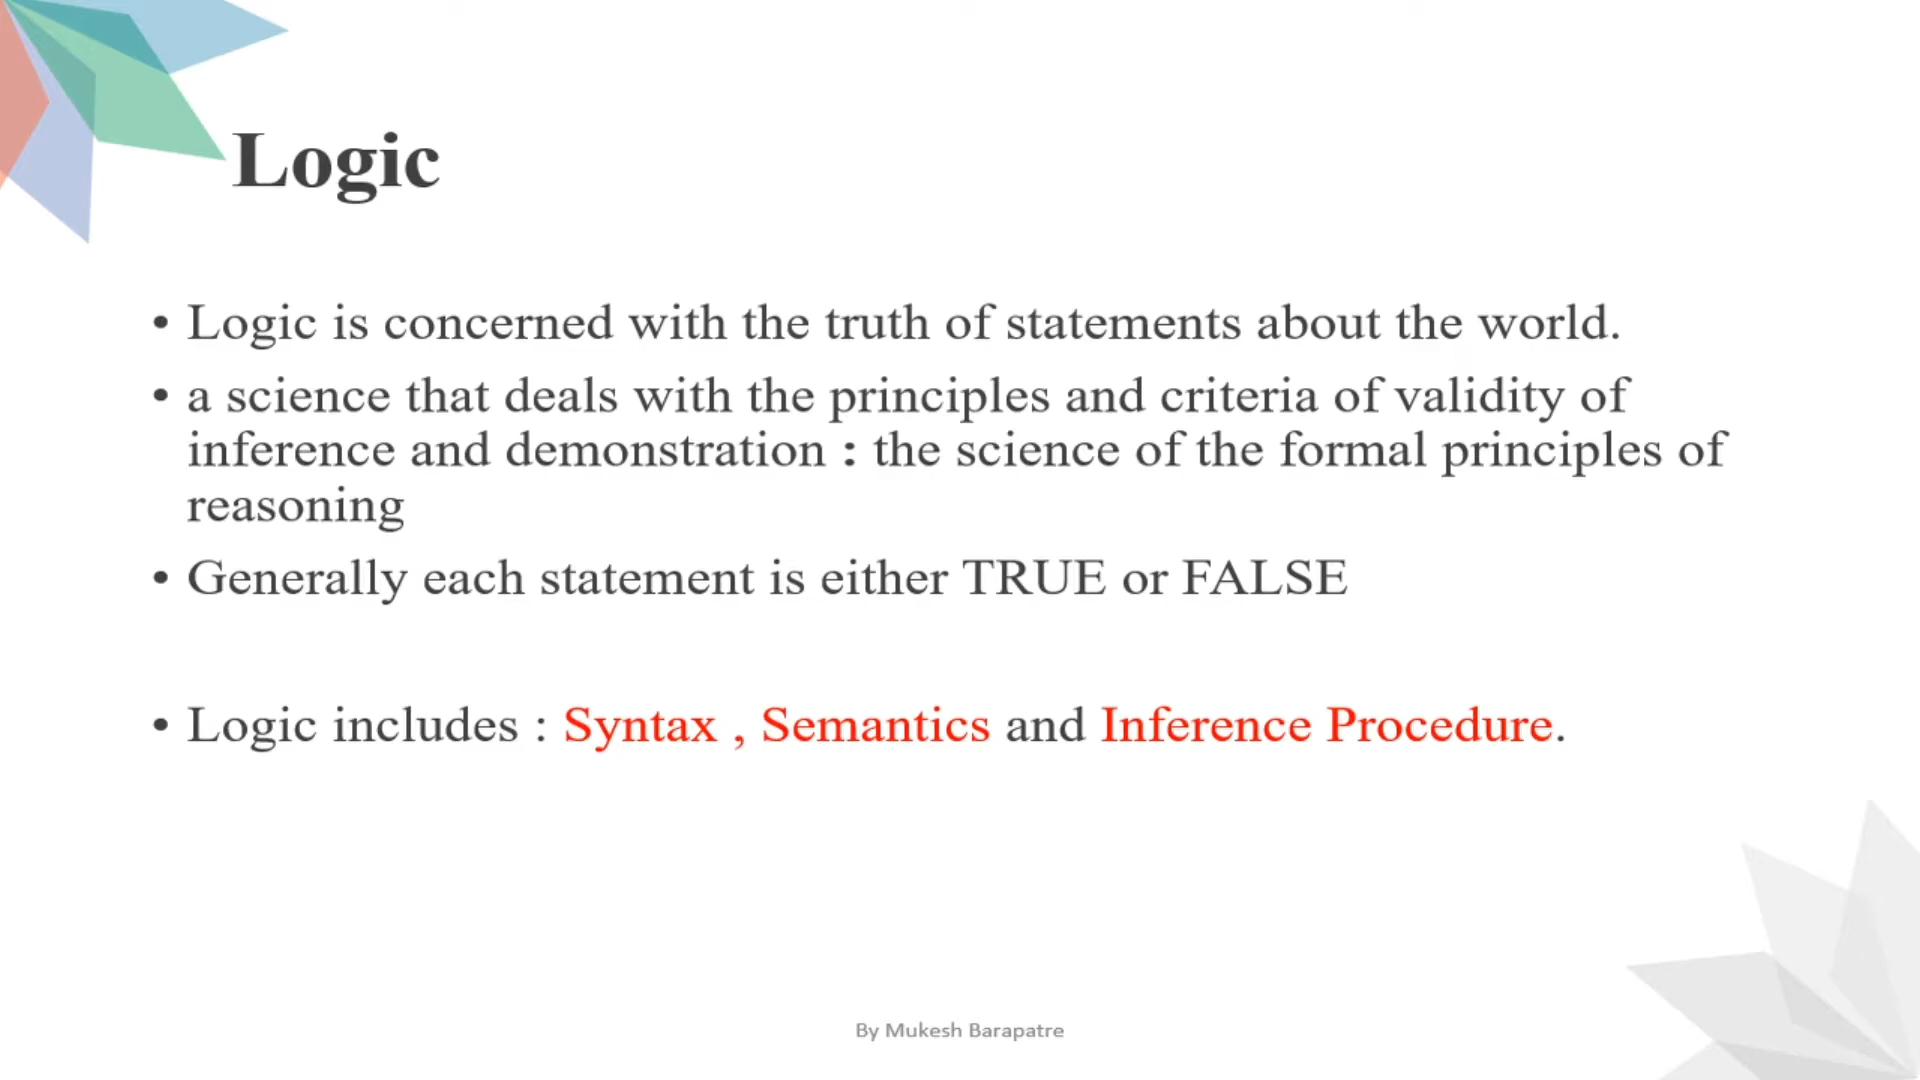 Logic
• Logic is concerned with the truth of statements about the world.
• a science that deals with the principles and criteria of validity of
inference and demonstration : the science of the formal principles of
reasoning
• Generally each statement is either TRUE or FALSE
• Logic includes : Syntax , Semantics and Inference Procedure.
By Mukesh Barapatre